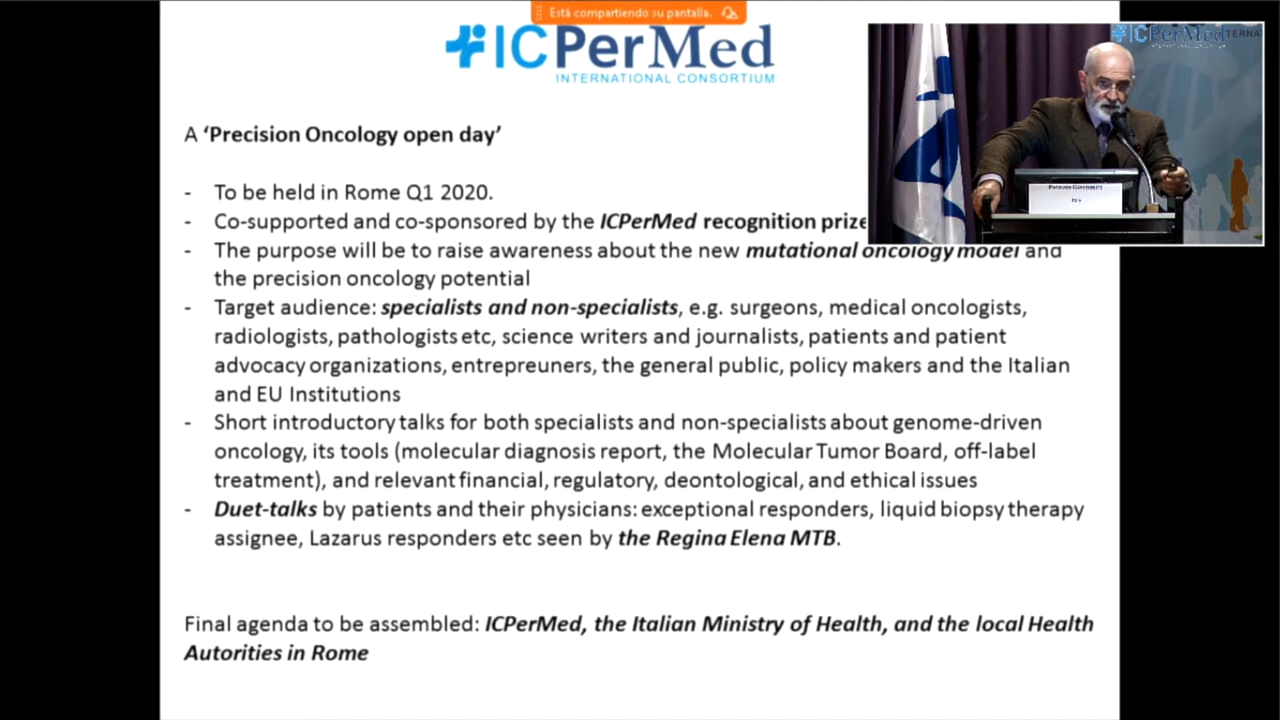 Está compartiendo su pantalla.
ICPerMed
INTERNATIONAL CONSORTIUM
ICPerMed
A ‘Precision Oncology open day’
- To be held in Rome Q1 2020.
- Co-supported and co-sponsored by the ICPerMed recognition prize
- The purpose will be to raise awareness about the new mutational oncology model and
the precision oncology potential
- Target audience: specialists and non-specialists, e.g. surgeons, medical oncologists,
radiologists, pathologists etc, science writers and journalists, patients and patient
advocacy organizations, entrepruners, the general public, policy makers and the Italian
and EU Institutions
- Short introductory talks for both specialists and non-specialists about genome-driven
oncology, its tools (molecular diagnosis report, the Molecular Tumor Board, off-label
treatment), and relevant financial, regulatory, deontological, and ethical issues
- Duet-talks by patients and their physicians: exceptional responders, liquid biopsy therapy
assignee, Lazarus responders etc seen by the Regina Elena MTB.
Final agenda to be assembled: ICPerMed, the Italian Ministry of Health, and the local Health
Autorities in Rome